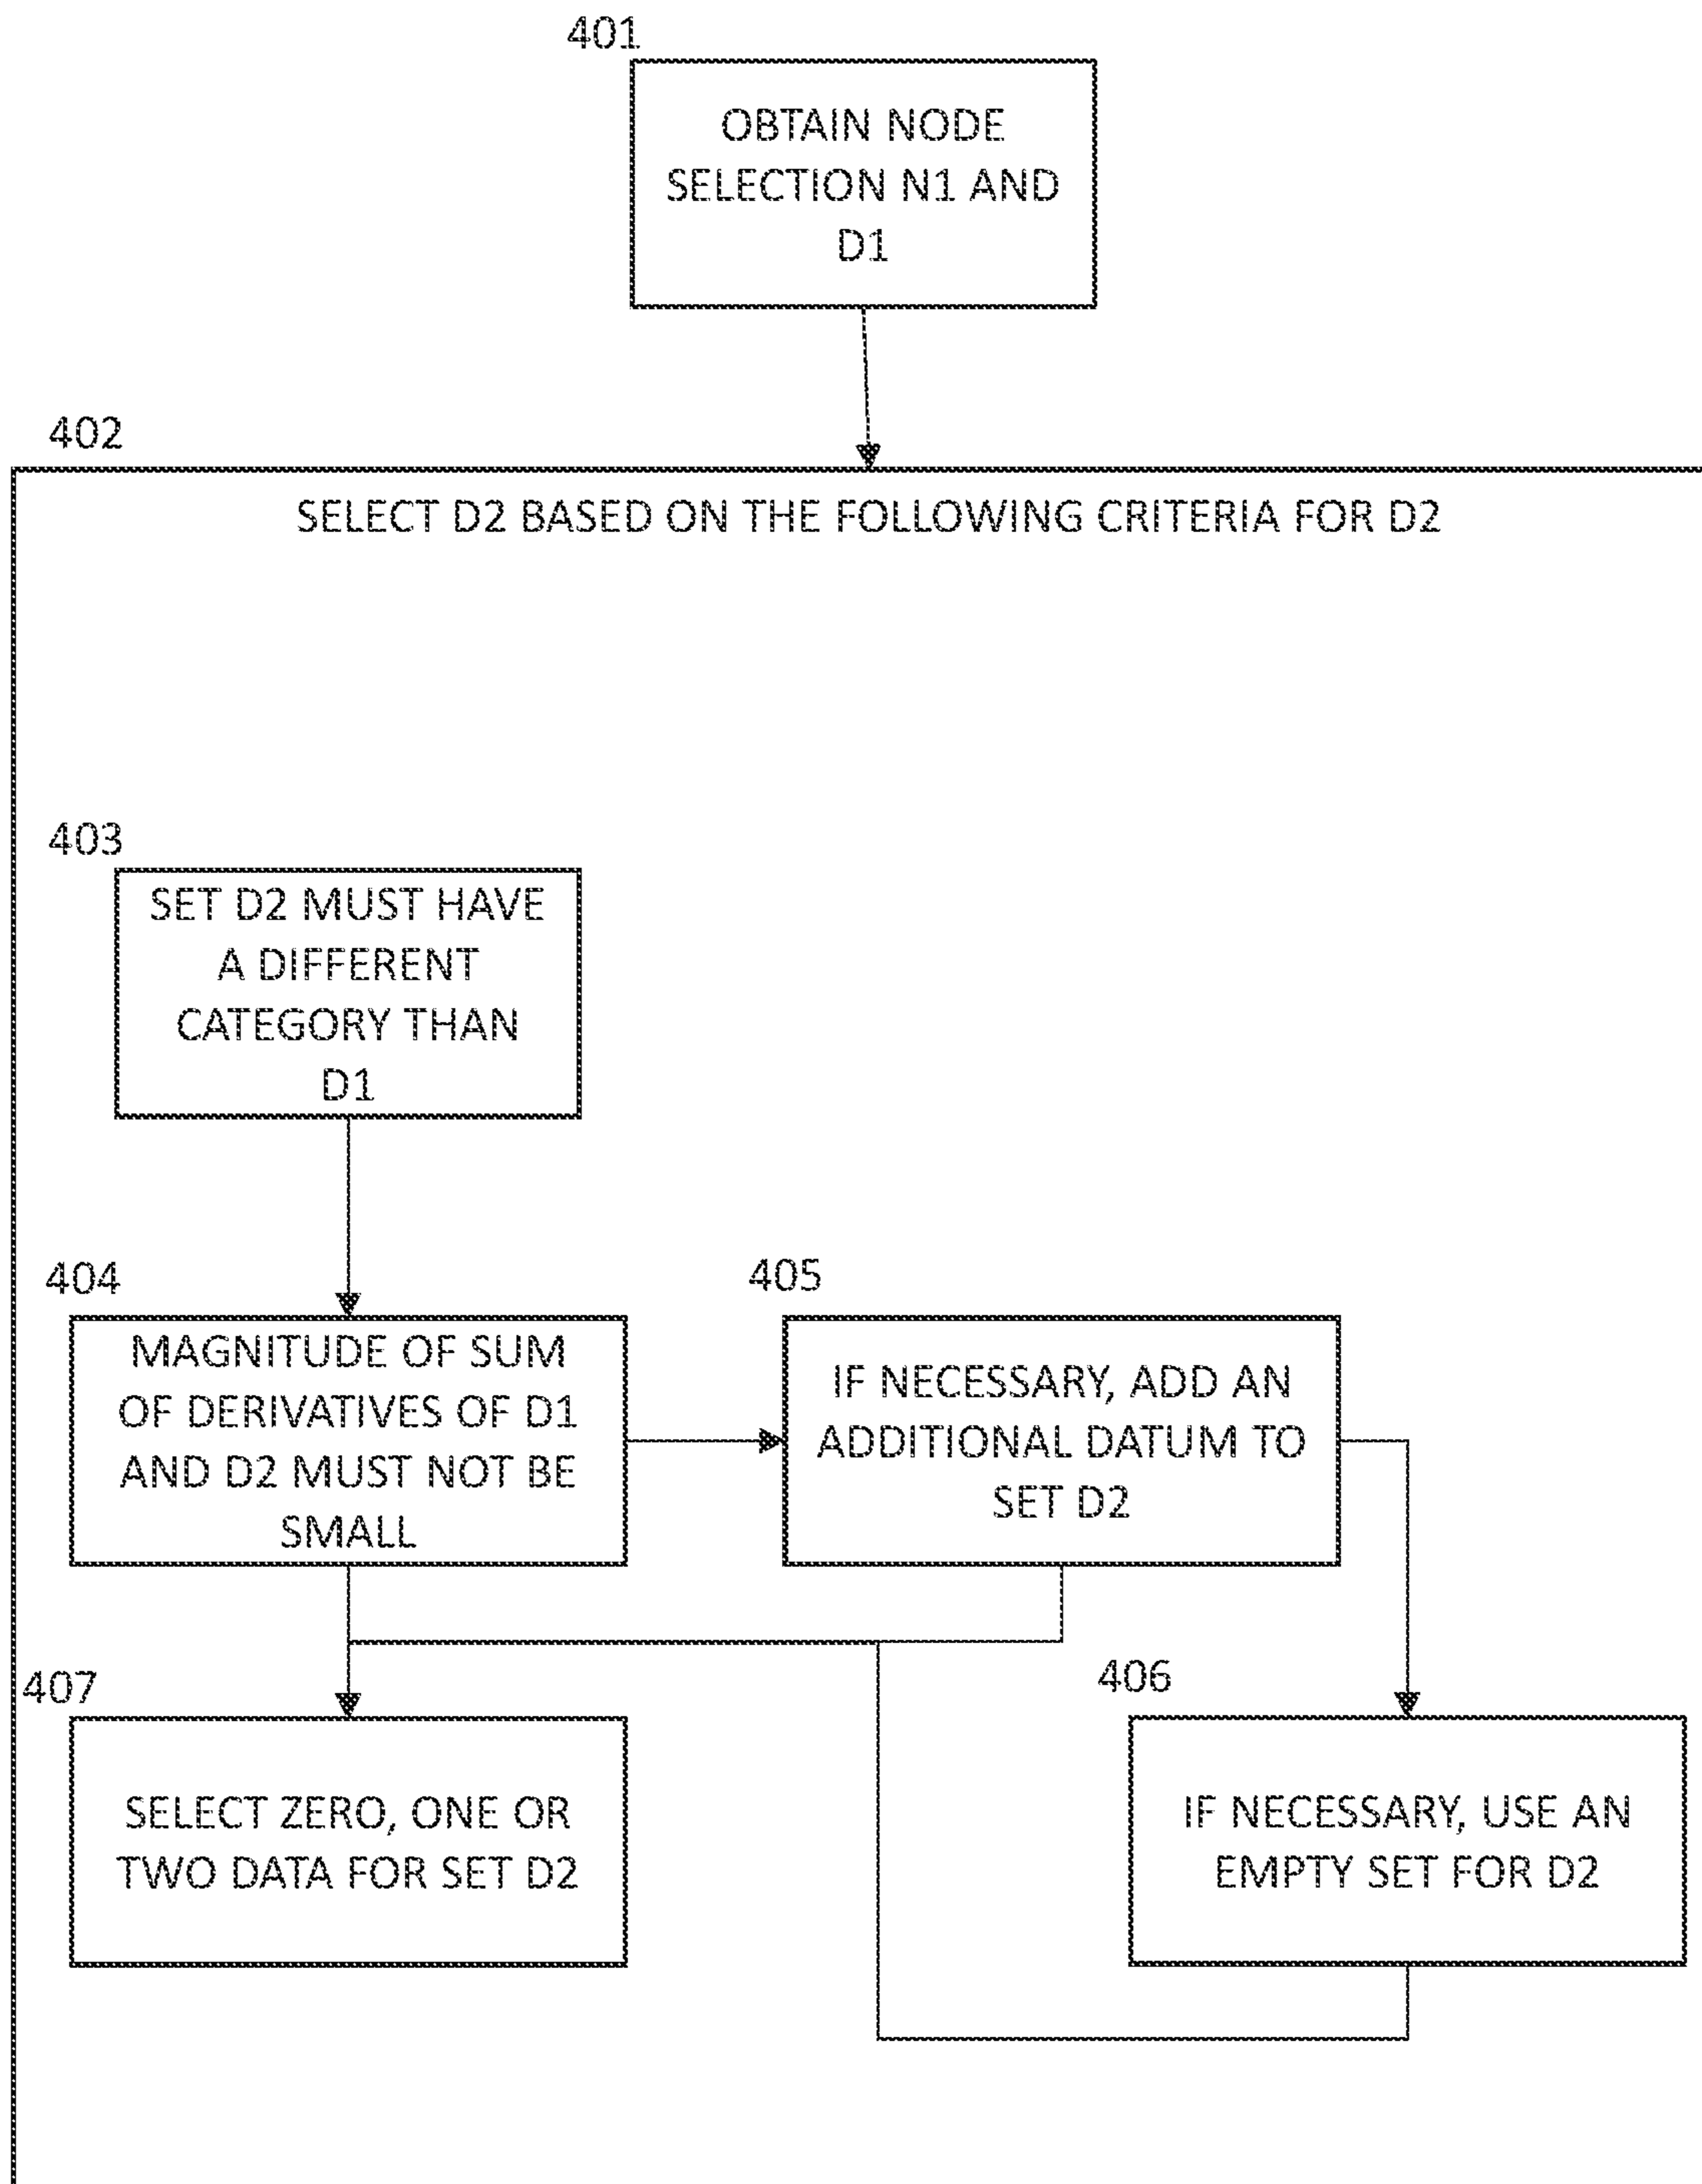 401
OBTAIN NODE
SELECTION N1 AND
D1
402
SELECT D2 BASED ON THE FOLLOWING CRITERIA FOR D2
403
SET D2 MUST HAVE
A DIFFERENT
CATEGORY THAN
D1
404
MAGNITUDE OF SUM
OF DERIVATIVES OF D1
AND D2 MUST NOT BE
SMALL
405
IF NECESSARY, ADD AN
ADDITIONAL DATUM TO
SET D2
406
IF NECESSARY, USE AN
EMPTY SET FOR D2
407
SELECT ZERO, ONE OR
TWO DATA FOR SET D2